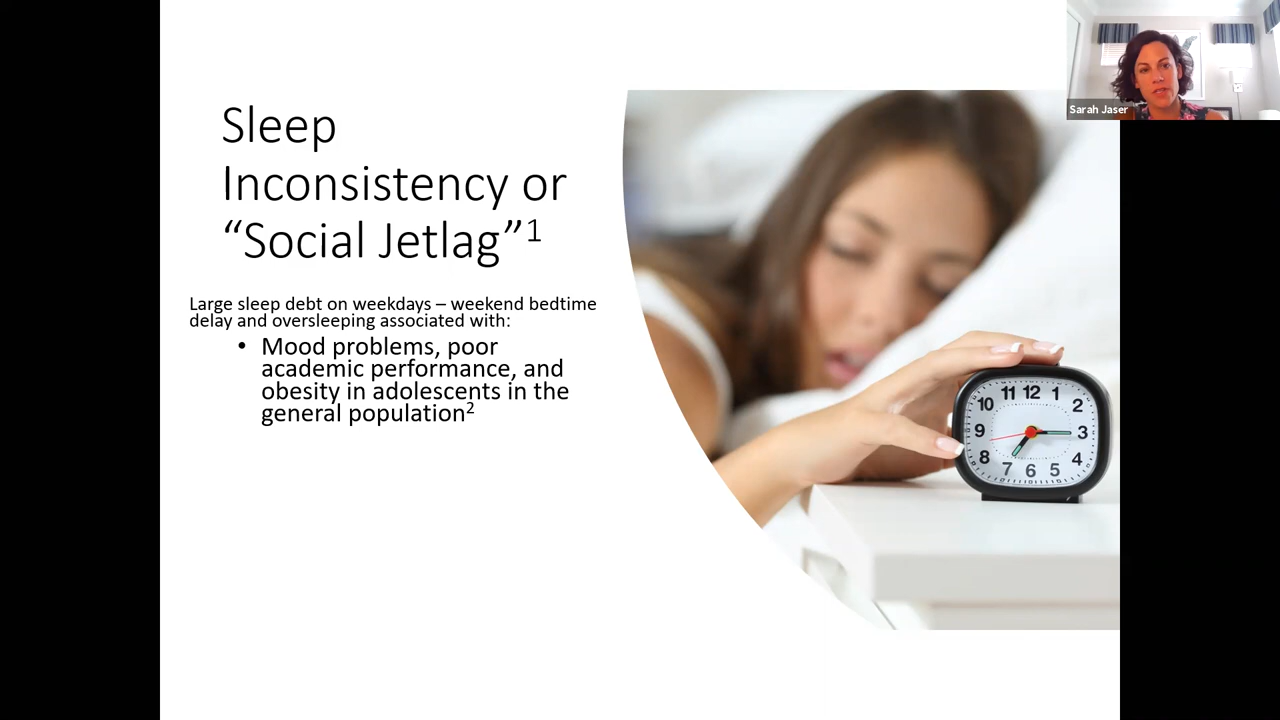 Sleep
Inconsistency or
“Social Jetlag”1
Large sleep debt on weekdays – weekend bedtime
delay and oversleeping associated with:
• Mood problems, poor
academic performance, and
obesity in adolescents in the
general population2
Sarah Jaser
11 12 1
10 2
9 3
8 4
7 6 5